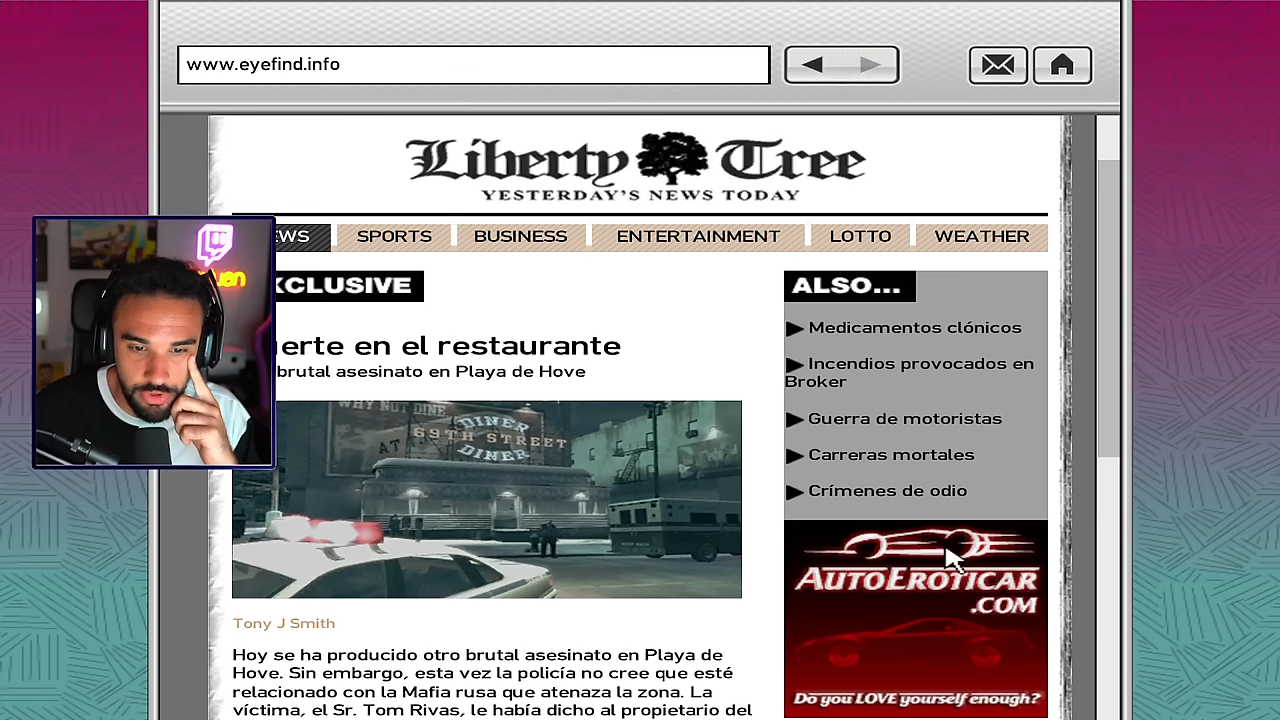 www.eyefind.info
Liberty Tree
YESTERDAY'S NEWS TODAY
WS SPORTS BUSINESS ENTERTAINMENT LOTTO WEATHER
XCLUSIVE
ALSO...
erte en el restaurante
brutal asesinato en Playa de Hove
Medicamentos clónicos
Incendios provocados en
Broker
Guerra de motoristas
Carreras mortales
Crímenes de odio
WHY NOT DINE
AT
DINER
69TH STREET
DINER
AUTOEROTICAR
.COM
Do you LOVE yourself enough?
Tony J Smith
Hoy se ha producido otro brutal asesinato en Playa de
Hove. Sin embargo, esta vez la policía no cree que esté
relacionado con la Mafia rusa que atenaza la zona. La
víctima, el Sr. Tom Rivas, le había dicho al propietario del